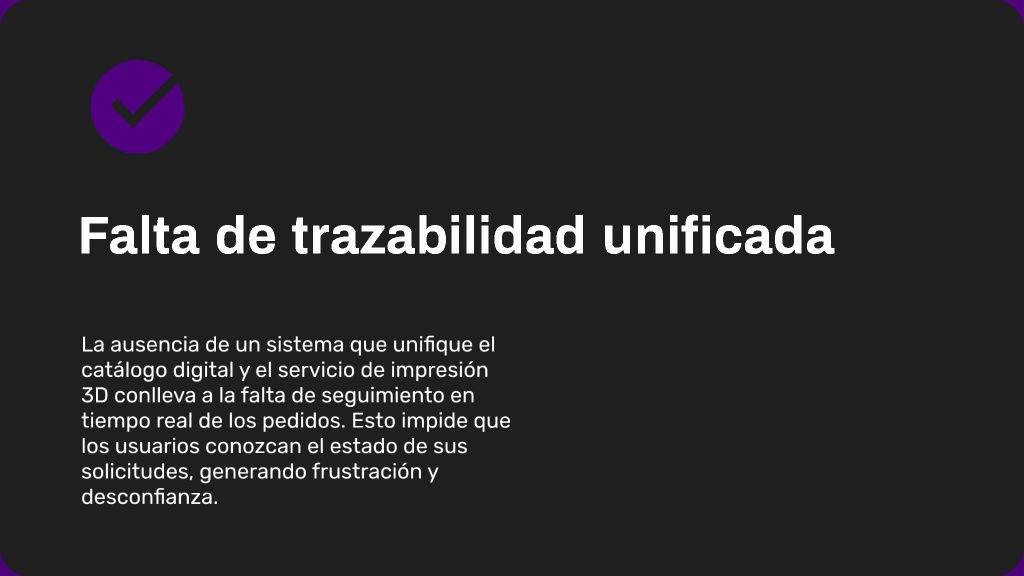 Falta de trazabilidad unificada
La ausencia de un sistema que unifique el
catálogo digital y el servicio de impresión
3D conlleva a la falta de seguimiento en
tiempo real de los pedidos. Esto impide que
los usuarios conozcan el estado de sus
solicitudes, generando frustración y
desconfianza.